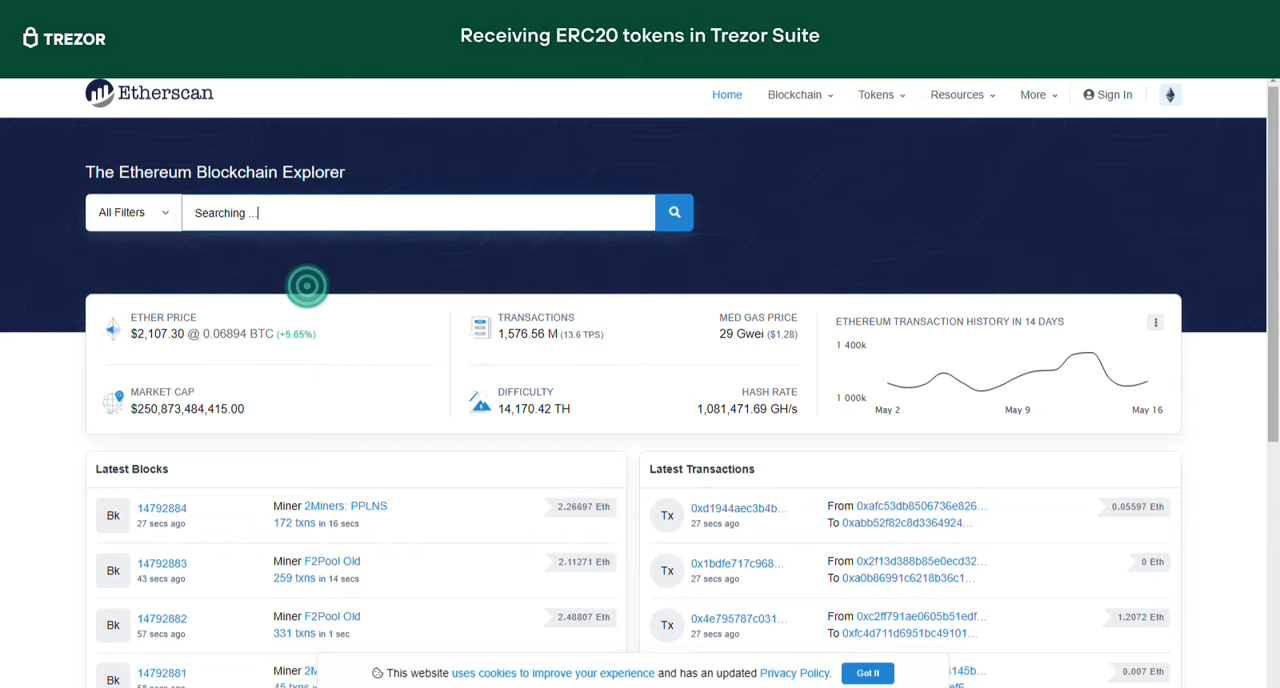 TREZOR
Receiving ERC20 tokens in Trezor Suite
Etherscan
Home Blockchain Tokens Resources More Sign In
The Ethereum Blockchain Explorer
All Filters Searching ...
ETHER PRICE
$2,107.30 @ 0.06894 BTC (+5.65%)
MARKET CAP
$250,873,484,415.00
TRANSACTIONS
1,576.56 M (13.6 TPS)
MED GAS PRICE
29 Gwei ($1.28)
DIFFICULTY
14,170.42 TH
HASH RATE
1,081,471.69 GH/s
ETHEREUM TRANSACTION HISTORY IN 14 DAYS
1 400k
1 000k
May 2 May 9 May 16
Latest Blocks
Bk 14792884 Miner 2Miners: PPLNS 2.26697 Eth
27 secs ago 172 txns in 16 secs
Bk 14792883 Miner F2Pool Old 2.11271 Eth
43 secs ago 259 txns in 14 secs
Bk 14792882 Miner F2Pool Old 2.48807 Eth
57 secs ago 331 txns in 1 sec
Bk 14792881 Miner
Latest Transactions
Tx 0xd1944aec3b4b... From 0xafc53db8506736e826... 0.05597 Eth
27 secs ago To 0xabb52f82c8d3364924...
Tx 0x1bdfe717c968... From 0x2f13d388b85e0ecd32... 0 Eth
27 secs ago To 0xa0b86991c6218b36c1...
Tx 0x4e795787c031... From 0xc2ff791ae0605b51edf... 1.2072 Eth
27 secs ago To 0xfc4d711d6951bc49101...
0.007 Eth
This website uses cookies to improve your experience and has an updated Privacy Policy. Got It